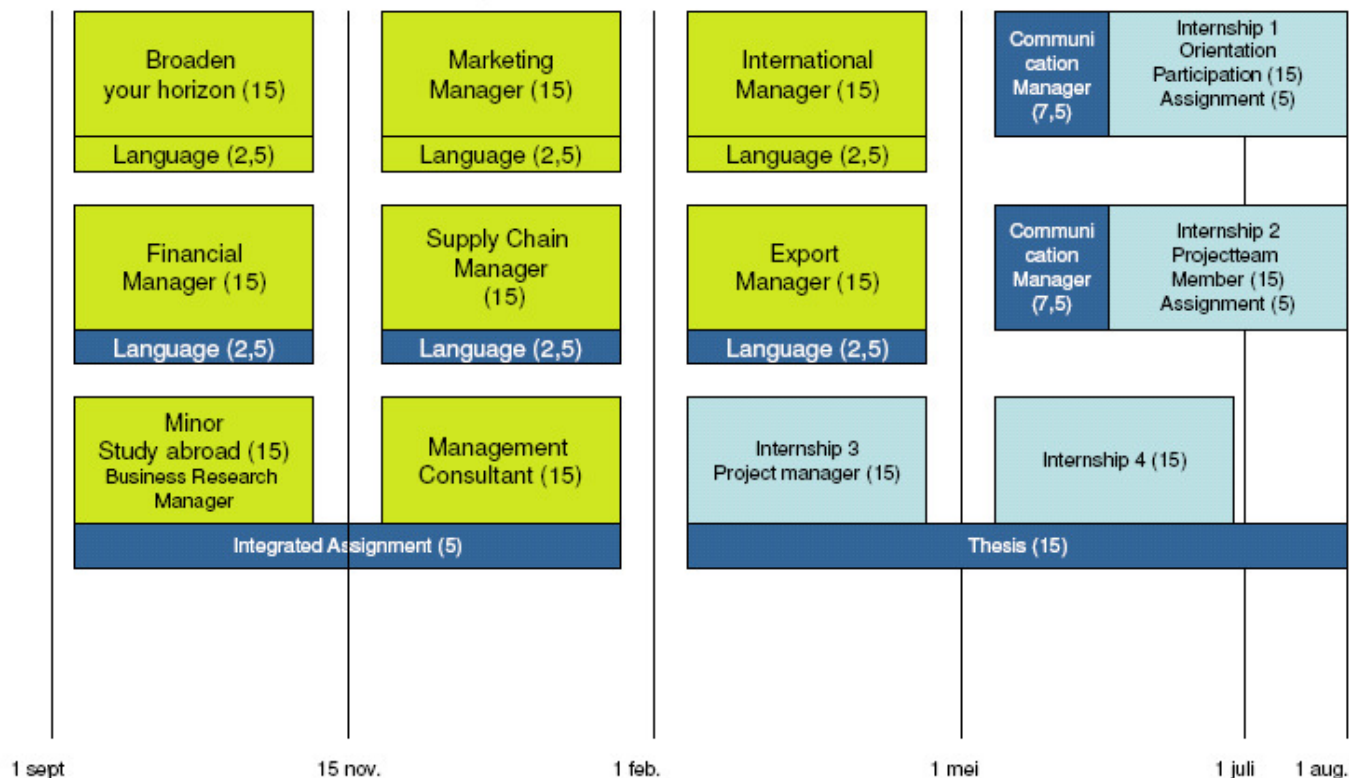 Broaden
your horizon (15)
Language (2,5)
Marketing
Manager (15)
Language (2,5)
International
Manager (15)
Language (2,5)
Communi
cation
Manager
(7,5)
Internship 1
Orientation
Participation (15)
Assignment (5)
Financial
Manager (15)
Language (2,5)
Supply Chain
Manager
(15)
Language (2,5)
Export
Manager (15)
Language (2,5)
Communi
cation
Manager
(7,5)
Internship 2
Projectteam
Member (15)
Assignment (5)
Minor
Study abroad (15)
Business Research
Manager
Management
Consultant (15)
Integrated Assignment (5)
Internship 3
Project manager (15)
Internship 4 (15)
Thesis (15)
1 sept
15 nov.
1 feb.
1 mei
1 juli
1 aug.